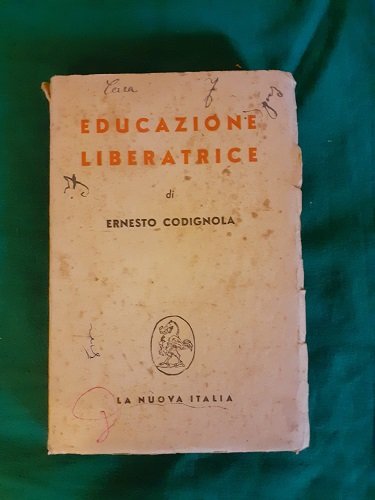 EDUCAZIONE
LIBERATRICE
di
ERNESTO CODIGNOLA
LA NUOVA ITALIA